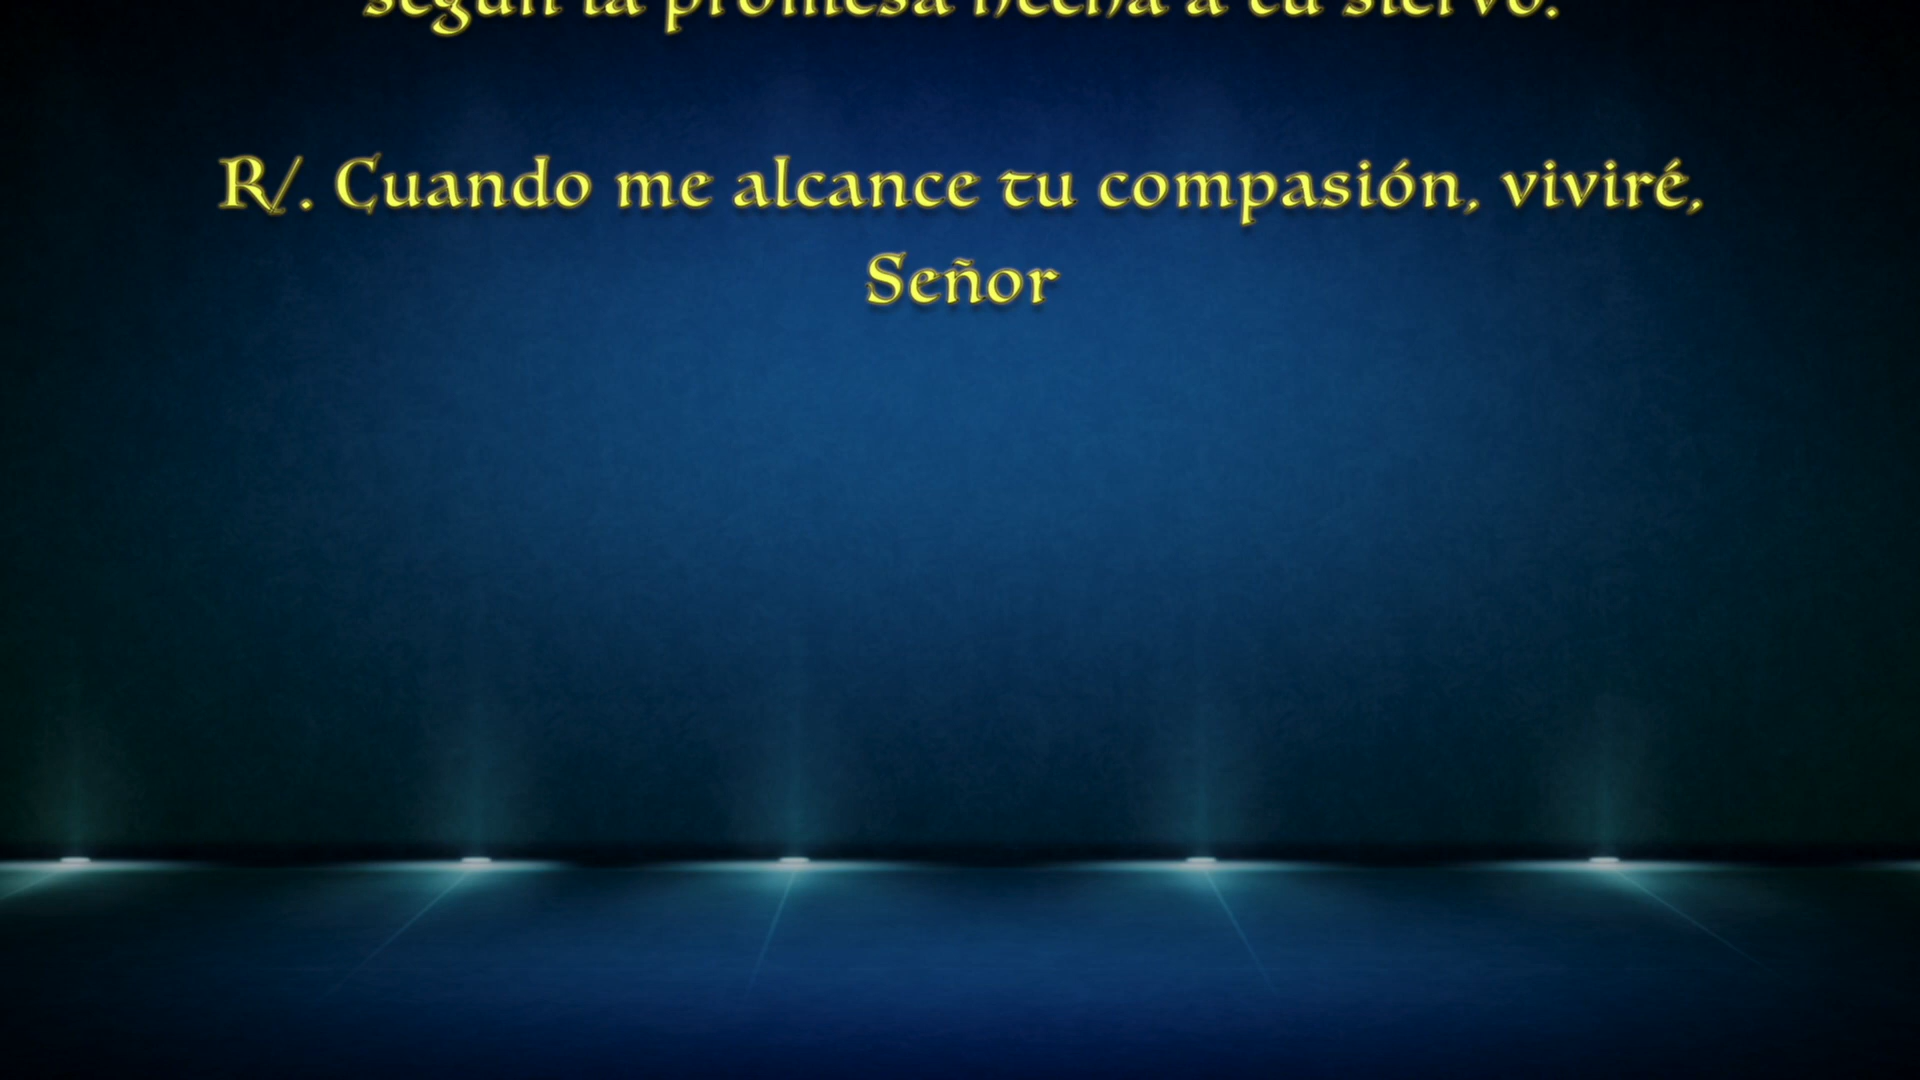 según la promesa hecha a tu siervo.
R/. Cuando me alcance tu compasión, viviré,
Señor